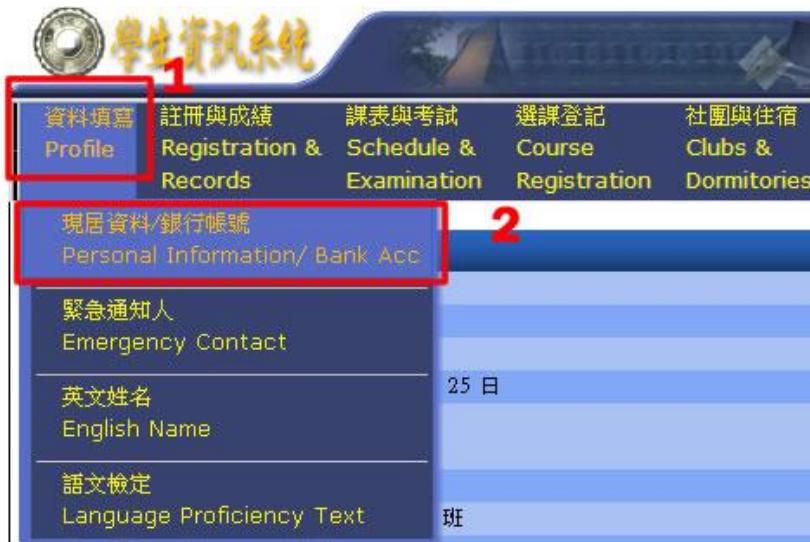 學生資訊系統
1
資料填寫
Profile
註冊與成績
Registration &
Records
課表與考試
Schedule &
Examination
選課登記
Course
Registration
社團與住宿
Clubs &
Dormitories
現居資料/銀行帳號
Personal Information/ Bank Acc
2
緊急通知人
Emergency Contact
25 日
英文姓名
English Name
語文檢定
Language Proficiency Text
班